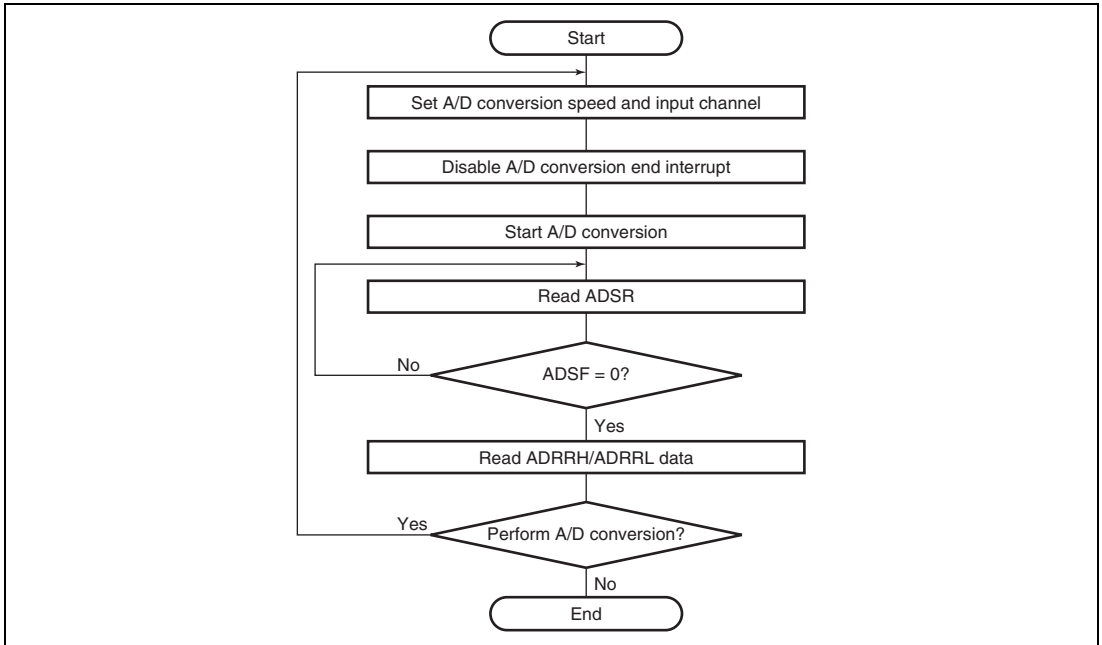 Start
Set A/D conversion speed and input channel
Disable A/D conversion end interrupt
Start A/D conversion
Read ADSR
No
ADSF = 0?
Yes
Read ADRRH/ADRRL data
Yes
Perform A/D conversion?
No
End